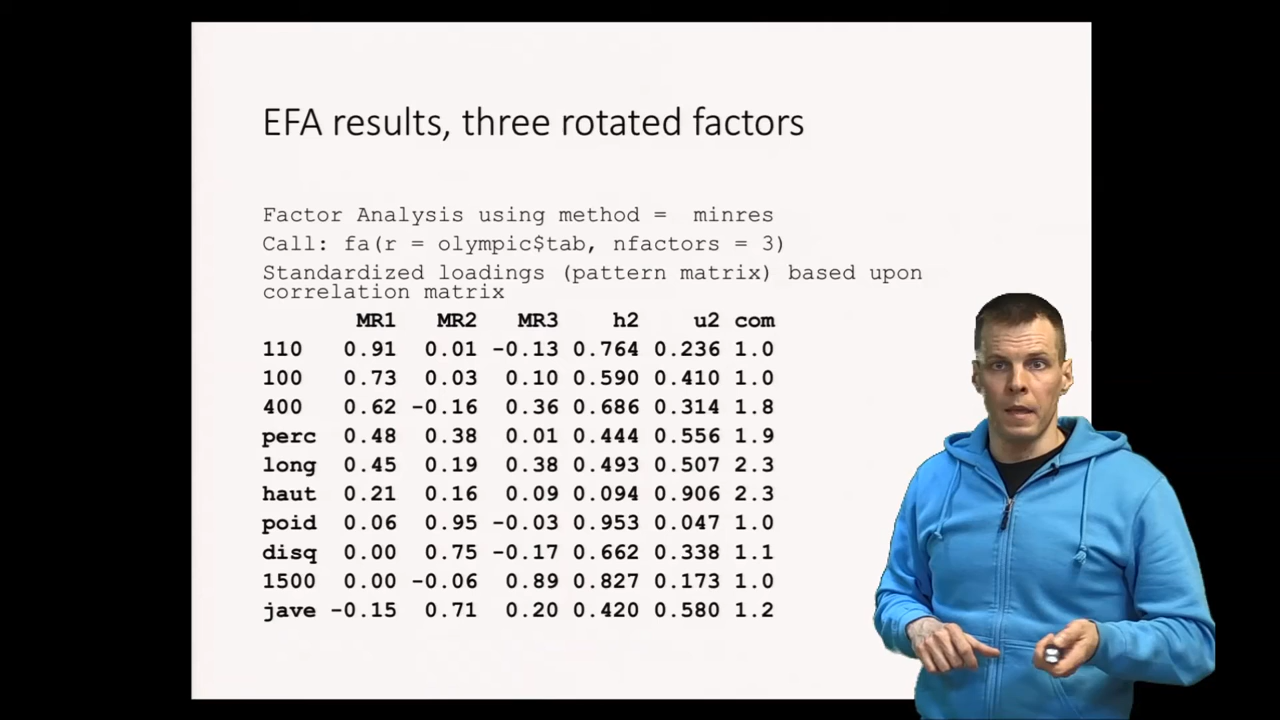 EFA results, three rotated factors
Factor Analysis using method =  minres
Call: fa(r = olympic$tab, nfactors = 3)
Standardized loadings (pattern matrix) based upon
correlation matrix
MR1 MR2 MR3 h2 u2 com
110 0.91 0.01 -0.13 0.764 0.236 1.0
100 0.73 0.03 0.10 0.590 0.410 1.0
400 0.62 -0.16 0.36 0.686 0.314 1.8
perc 0.48 0.38 0.01 0.444 0.556 1.9
long 0.45 0.19 0.38 0.493 0.507 2.3
haut 0.21 0.16 0.09 0.094 0.906 2.3
poid 0.06 0.95 -0.03 0.953 0.047 1.0
disq 0.00 0.75 -0.17 0.662 0.338 1.1
1500 0.00 -0.06 0.89 0.827 0.173 1.0
jave -0.15 0.71 0.20 0.420 0.580 1.2